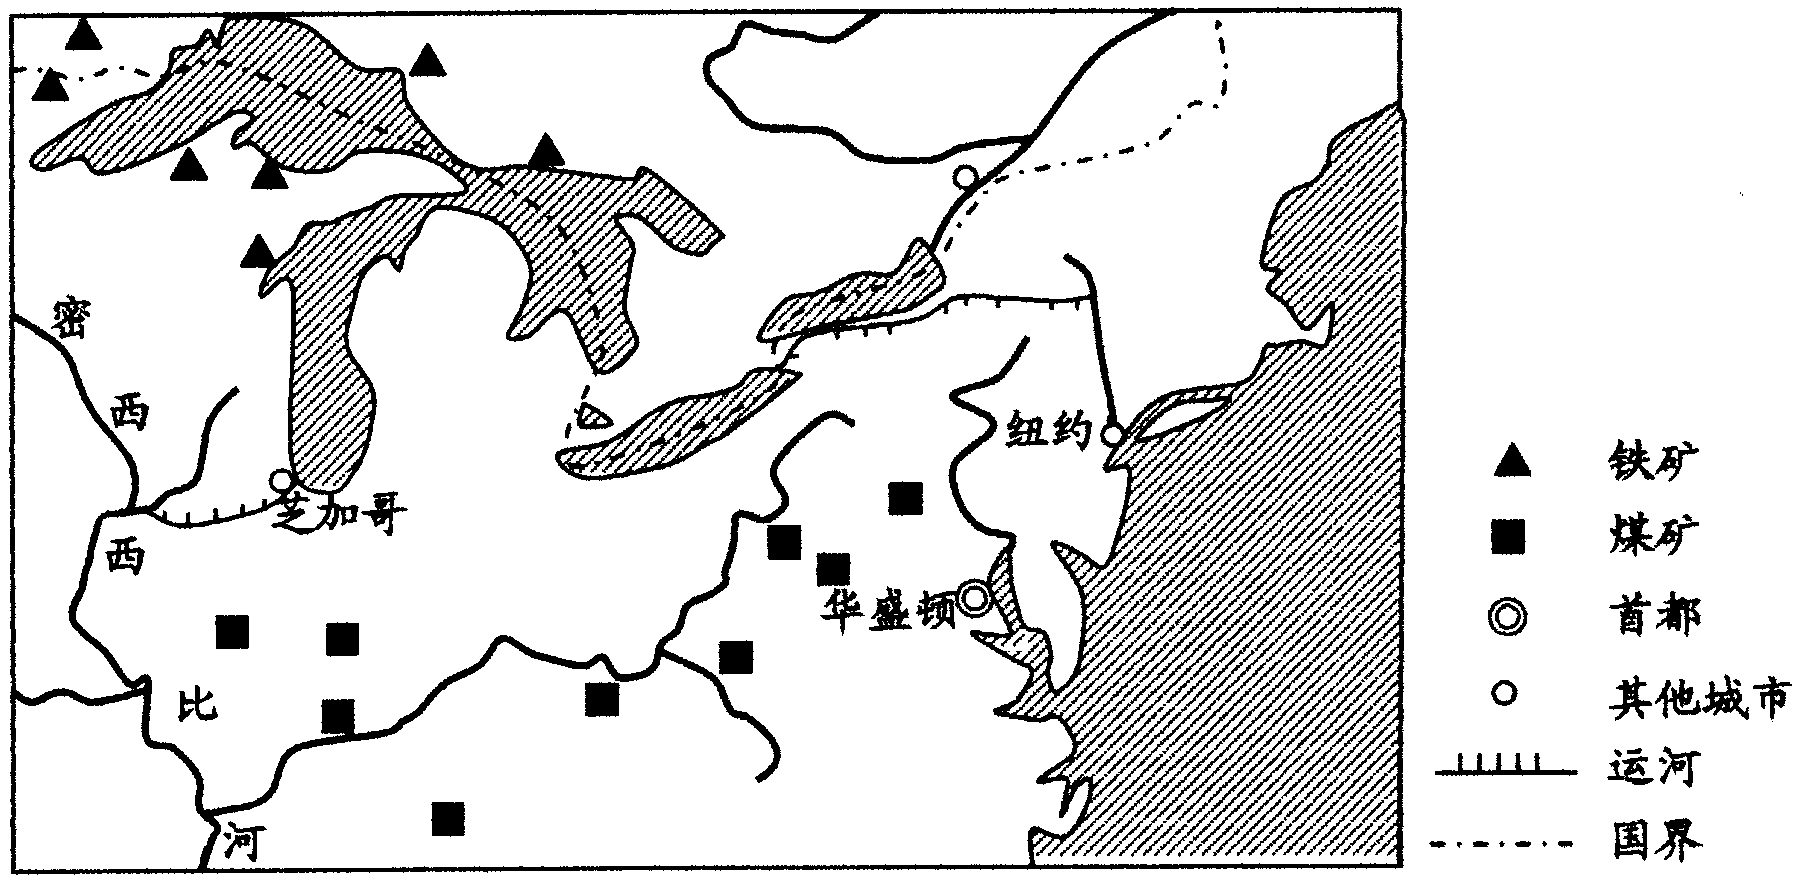 密
西
西
比
河
芝加哥
纽约
华盛顿
铁矿
煤矿
首都
其他城市
运河
国界